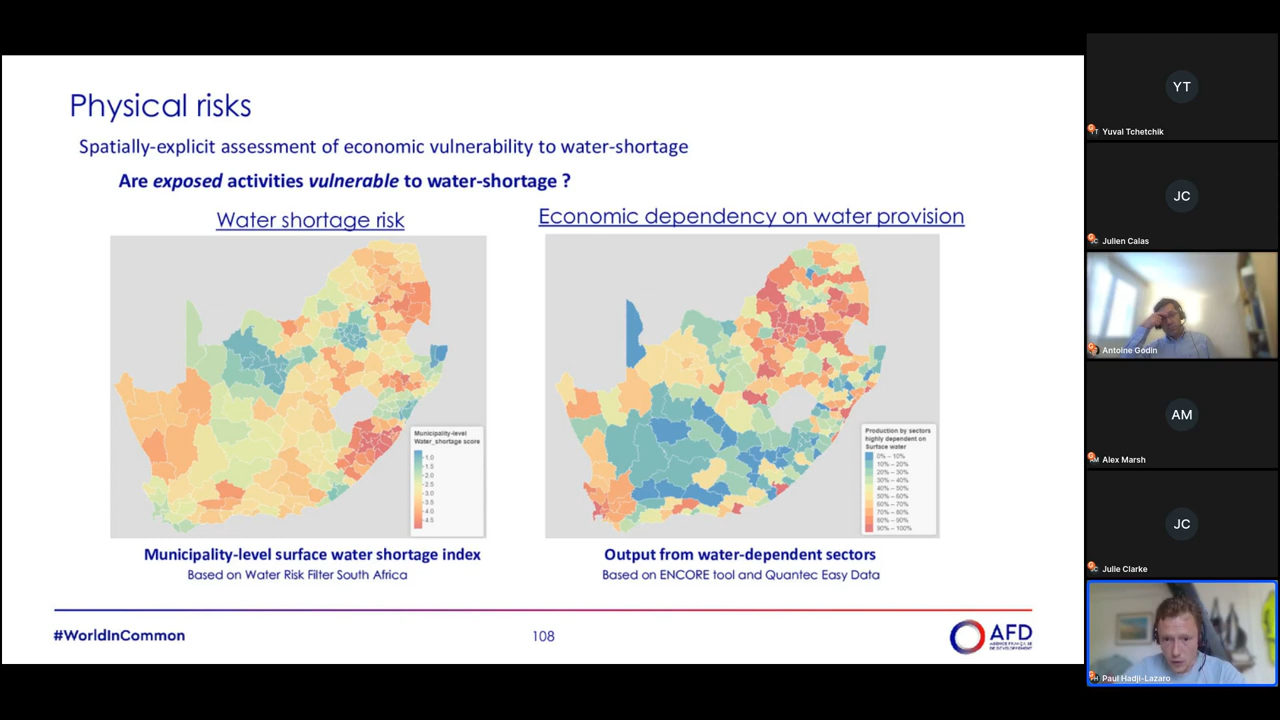 Physical risks
Spatially-explicit assessment of economic vulnerability to water-shortage
Are exposed activities vulnerable to water-shortage ?
Water shortage risk
Economic dependency on water provision
Municipality-level
Water_shortage score
1.0
1.5
2.0
2.5
3.0
3.5
4.0
4.5
Production by sectors
highly dependent on
Surface water
0% – 10%
10% – 20%
20% – 30%
30% – 40%
40% – 50%
50% – 60%
60% – 70%
70% – 80%
80% – 90%
90% – 100%
Municipality-level surface water shortage index
Based on Water Risk Filter South Africa
Output from water-dependent sectors
Based on ENCORE tool and Quantec Easy Data
#WorldInCommon
108
AFD
AGENCE FRANÇAISE
DE DÉVELOPPEMENT
YT
Yuval Tchetchik
JC
Julien Calas
Antoine Godin
AM
Alex Marsh
JC
Julie Clarke
Paul Hadji-Lazaro